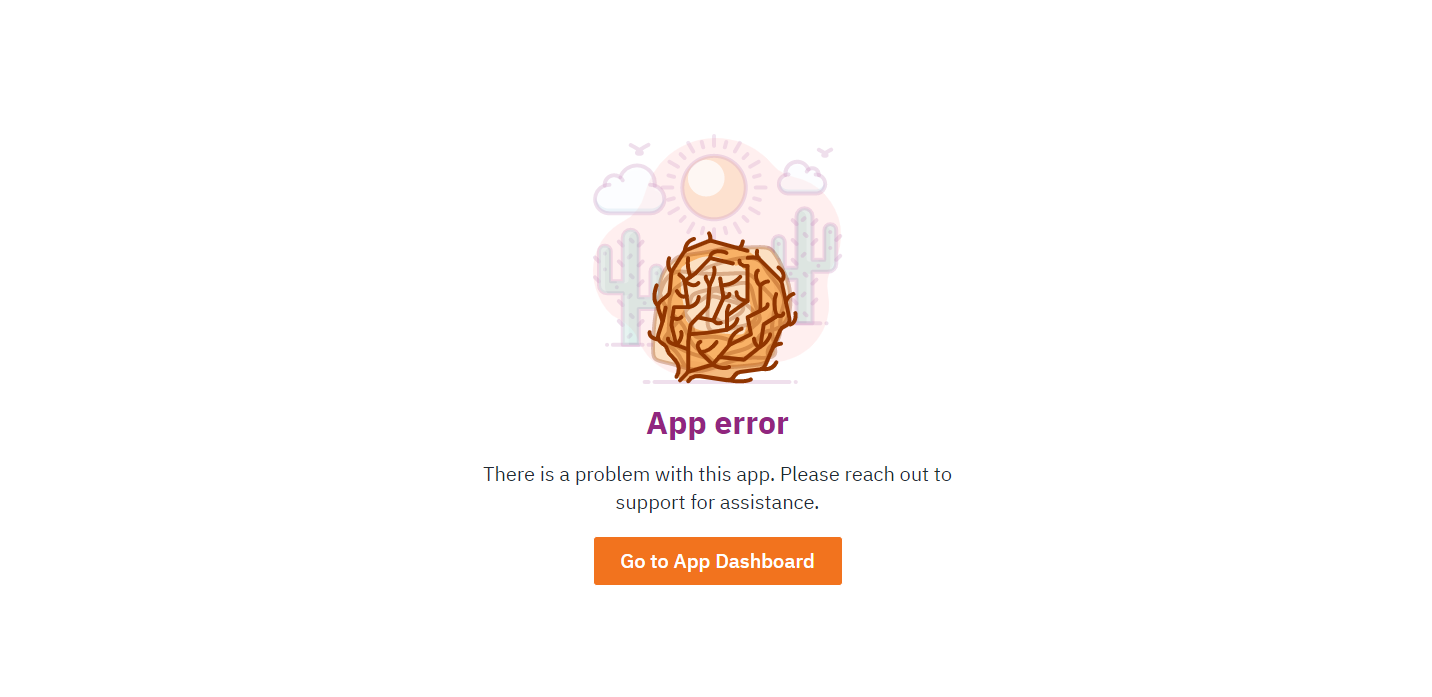 App error
There is a problem with this app. Please reach out to
support for assistance.
Go to App Dashboard